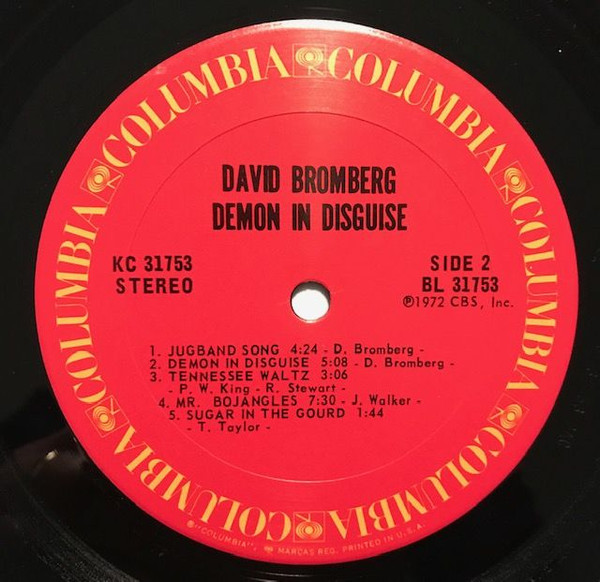 COLUMBIA COLUMBIA COLUMBIA COLUMBIA COLUMBIA COLUMBIA
DAVID BROMBERG
DEMON IN DISGUISE
KC 31753
STEREO
SIDE 2
BL 31753
℗1972 CBS, Inc.
1. JUGBAND SONG 4:24 - D. Bromberg -
2. DEMON IN DISGUISE 5:08 - D. Bromberg -
3. TENNESSEE WALTZ 3:06
- P. W. King - R. Stewart -
4. MR. BOJANGLES 7:30 - J. Walker -
5. SUGAR IN THE GOURD 1:44
- T. Taylor -
®"COLUMBIA", MARCAS REG. PRINTED IN U.S.A.